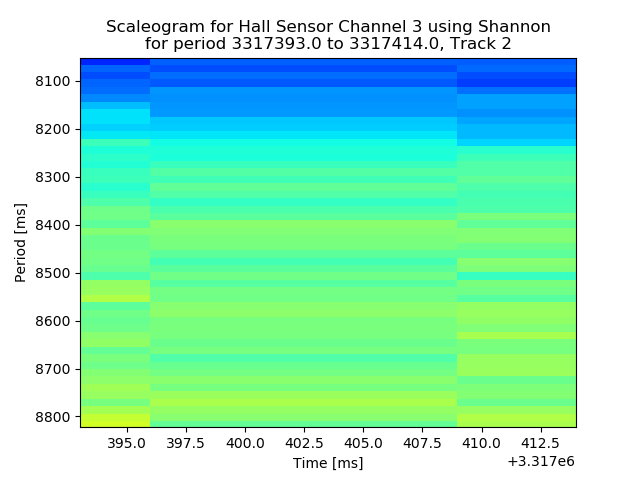 Scaleogram for Hall Sensor Channel 3 using Shannon
for period 3317393.0 to 3317414.0, Track 2
8100
8200
8300
8400
8500
8600
8700
8800
Period [ms]
395.0 397.5 400.0 402.5 405.0 407.5 410.0 412.5
Time [ms]
+3.317e6